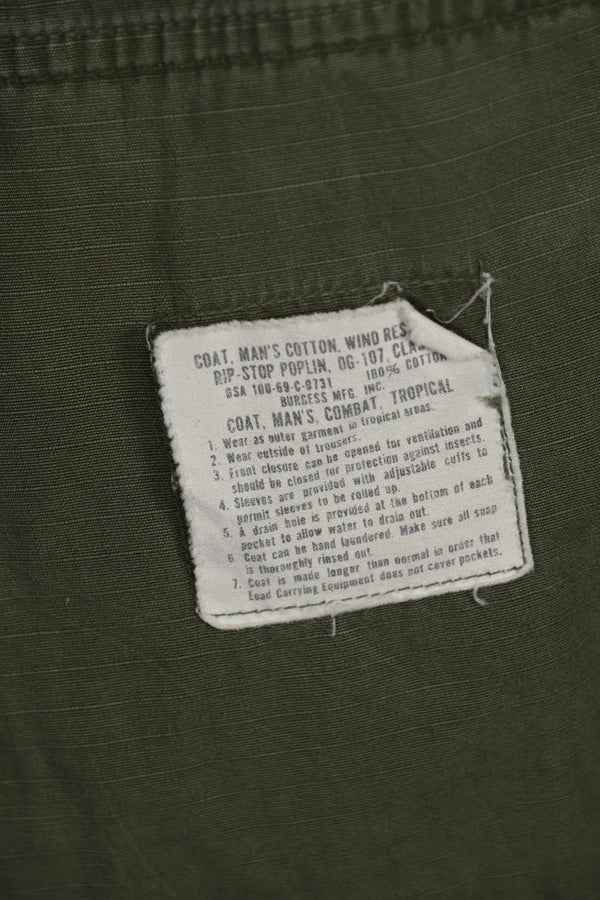 COAT, MAN'S COTTON, WIND RES
RIP-STOP POPLIN, OG-107, CLA
DSA 100-69-C-0731 100% COTTON
BURGESS MFG. INC.
COAT, MAN'S, COMBAT, TROPICAL
1. Wear as outer garment in tropical areas.
2. Wear outside of trousers.
3. Front closure can be opened for ventilation and
should be closed for protection against insects.
4. Sleeves are provided with adjustable cuffs to
permit sleeves to be rolled up.
5. A drain hole is provided at the bottom of each
pocket to allow water to drain out.
6. Coat can be hand laundered. Make sure all soap
is thoroughly rinsed out.
7. Coat is made longer than normal in order that
Load Carrying Equipment does not cover pockets.